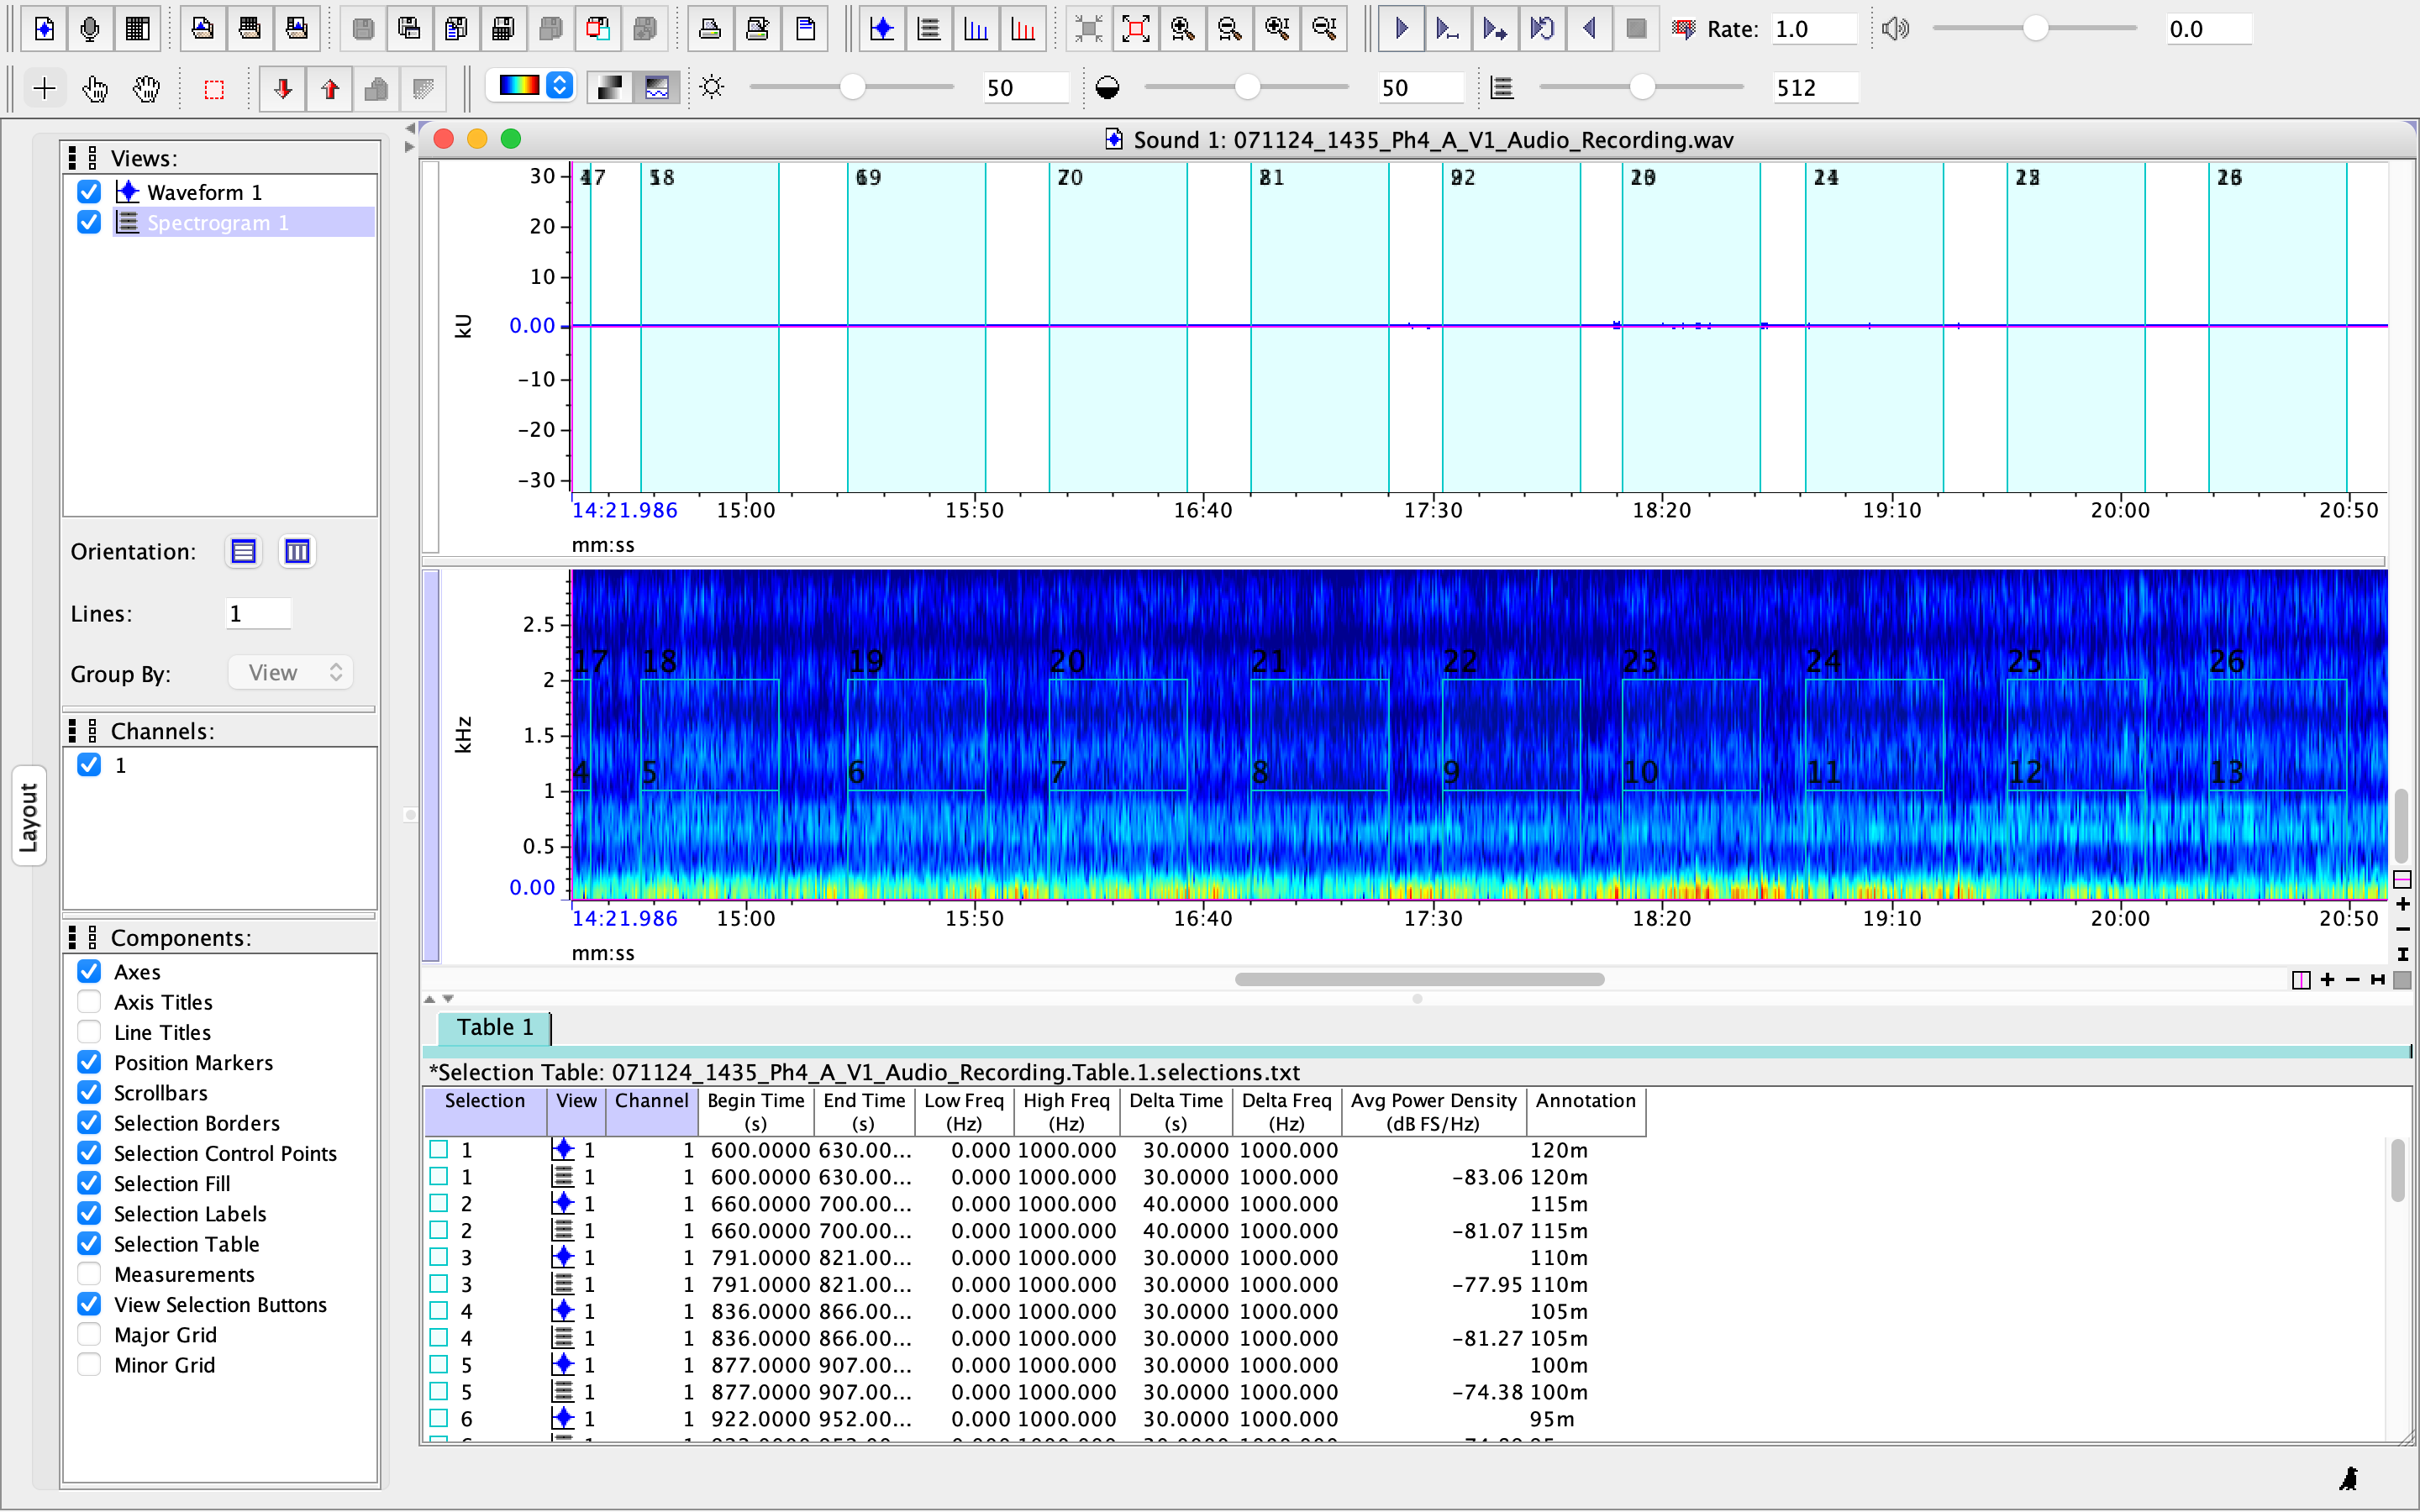 Rate: 1.0 0.0
50 50 512
Views:
Waveform 1
Spectrogram 1
Orientation:
Lines: 1
Group By: View
Channels:
1
Layout
Components:
Axes
Axis Titles
Line Titles
Position Markers
Scrollbars
Selection Borders
Selection Control Points
Selection Fill
Selection Labels
Selection Table
Measurements
View Selection Buttons
Major Grid
Minor Grid
Sound 1: 071124_1435_Ph4_A_V1_Audio_Recording.wav
30
20
10
0.00
-10
-20
-30
kU
14:21.986 15:00 15:50 16:40 17:30 18:20 19:10 20:00 20:50
mm:ss
2.5
2
1.5
1
0.5
0.00
kHz
17 18 19 20 21 22 23 24 25 26
4 5 6 7 8 9 10 11 12 13
14:21.986 15:00 15:50 16:40 17:30 18:20 19:10 20:00 20:50
mm:ss
Table 1
*Selection Table: 071124_1435_Ph4_A_V1_Audio_Recording.Table.1.selections.txt
Selection View Channel Begin Time End Time Low Freq High Freq Delta Time Delta Freq Avg Power Density Annotation
(s) (s) (Hz) (Hz) (s) (Hz) (dB FS/Hz)
1 1 1 600.0000 630.00... 0.000 1000.000 30.0000 1000.000 120m
1 1 1 600.0000 630.00... 0.000 1000.000 30.0000 1000.000 -83.06 120m
2 1 1 660.0000 700.00... 0.000 1000.000 40.0000 1000.000 115m
2 1 1 660.0000 700.00... 0.000 1000.000 40.0000 1000.000 -81.07 115m
3 1 1 791.0000 821.00... 0.000 1000.000 30.0000 1000.000 110m
3 1 1 791.0000 821.00... 0.000 1000.000 30.0000 1000.000 -77.95 110m
4 1 1 836.0000 866.00... 0.000 1000.000 30.0000 1000.000 105m
4 1 1 836.0000 866.00... 0.000 1000.000 30.0000 1000.000 -81.27 105m
5 1 1 877.0000 907.00... 0.000 1000.000 30.0000 1000.000 100m
5 1 1 877.0000 907.00... 0.000 1000.000 30.0000 1000.000 -74.38 100m
6 1 1 922.0000 952.00... 0.000 1000.000 30.0000 1000.000 95m